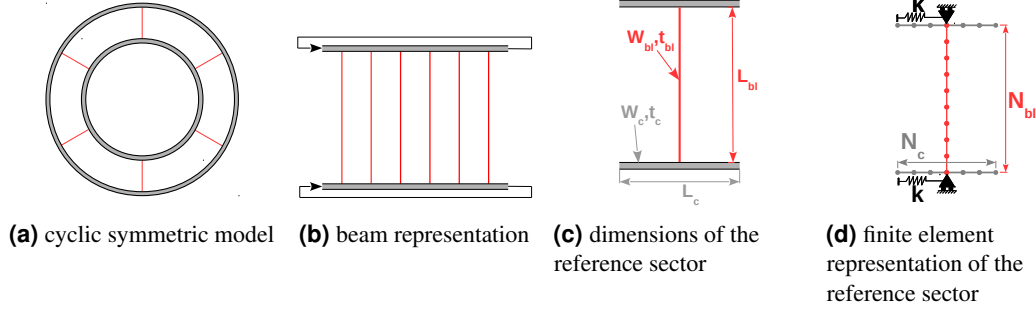 W_bl,t_bl
L_bl
W_c,t_c
L_c
k
N_bl
N_c
k
(a) cyclic symmetric model
(b) beam representation
(c) dimensions of the
reference sector
(d) finite element
representation of the
reference sector